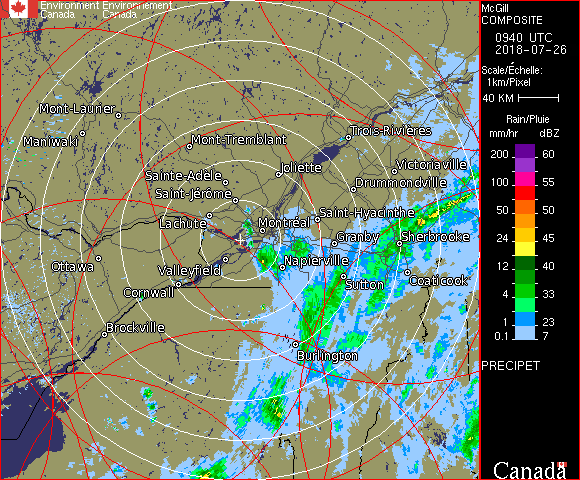 Environment Environnement
Canada Canada
McGill
COMPOSITE
0940 UTC
2018-07-26
Scale/Échelle:
1km/Pixel
40 KM
Rain/Pluie
mm/hr dBZ
200 60
100 55
50 50
24 45
12 40
4 33
1 23
0.1 7
PRECIPET
Canada
Mont-Laurier
Maniwaki
Mont-Tremblant
Trois-Rivières
Joliette
Victoriaville
Sainte-Adèle
Drummondville
Saint-Jérôme
Saint-Hyacinthe
Lachute
Montréal
Granby
Sherbrooke
Ottawa
Valleyfield
Napierville
Coaticook
Sutton
Cornwall
Brockville
Burlington